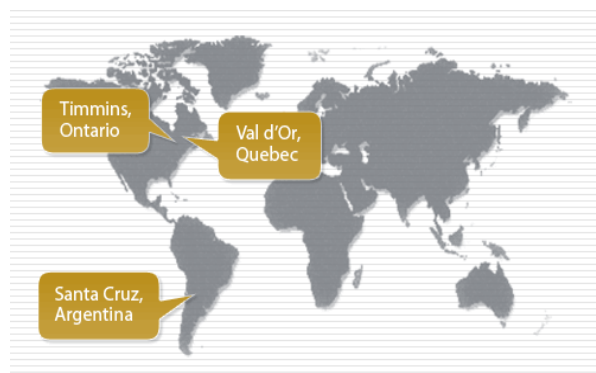 Timmins,
Ontario
Val d'Or,
Quebec
Santa Cruz,
Argentina